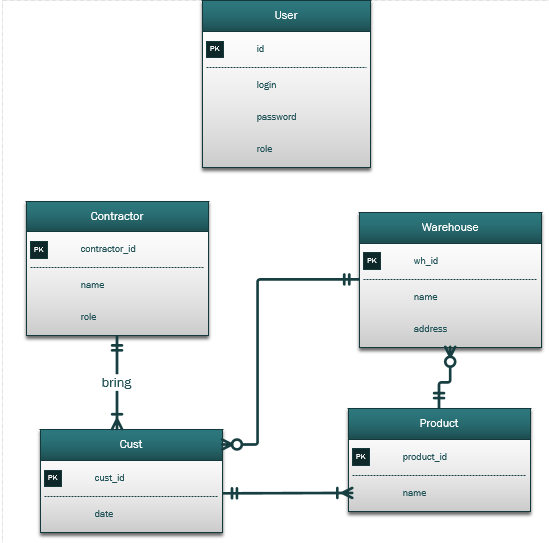 User
PK id
login
password
role
Contractor
PK contractor_id
name
role
Warehouse
PK wh_id
name
address
bring
Cust
PK cust_id
date
Product
PK product_id
name